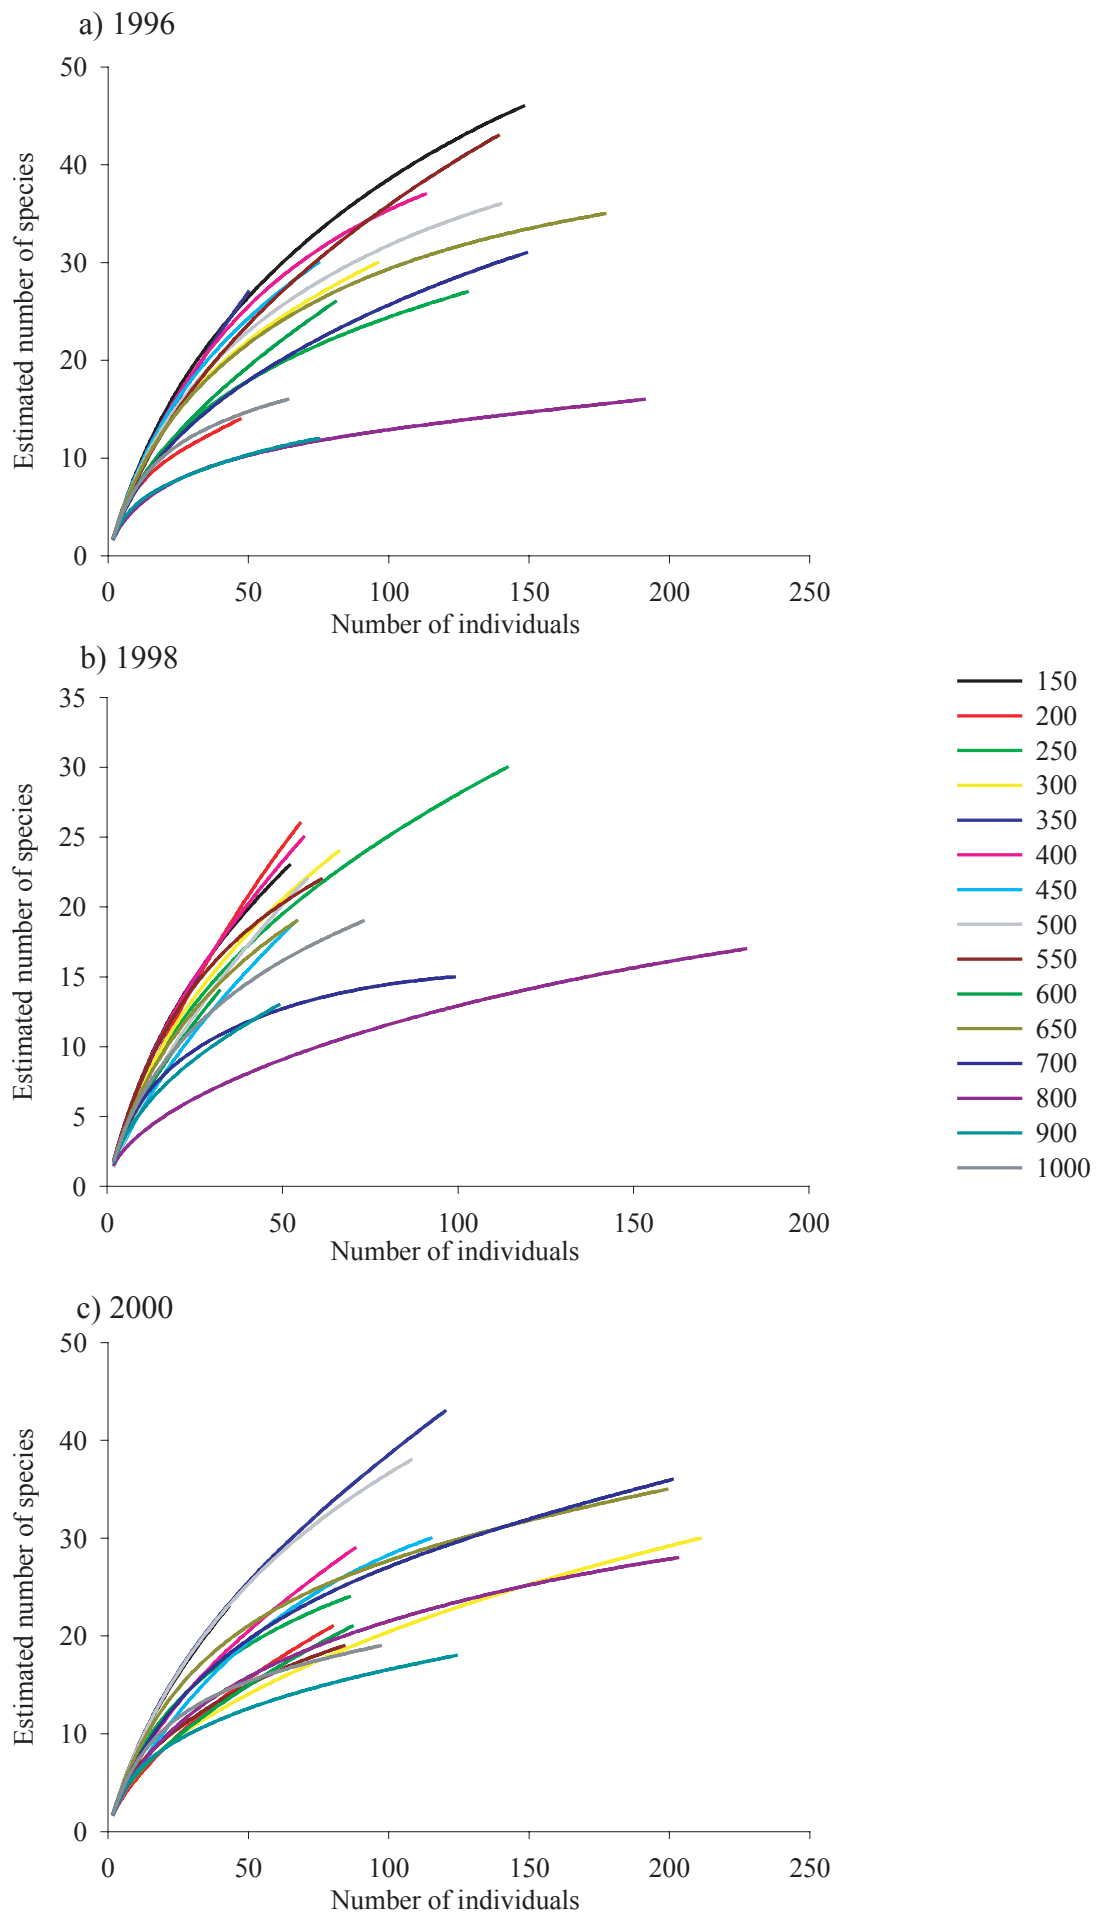 a) 1996
50
40
30
20
10
0
0 50 100 150 200 250
Estimated number of species
Number of individuals
b) 1998
35
30
25
20
15
10
5
0
0 50 100 150 200
Estimated number of species
Number of individuals
150
200
250
300
350
400
450
500
550
600
650
700
800
900
1000
c) 2000
50
40
30
20
10
0
0 50 100 150 200 250
Estimated number of species
Number of individuals